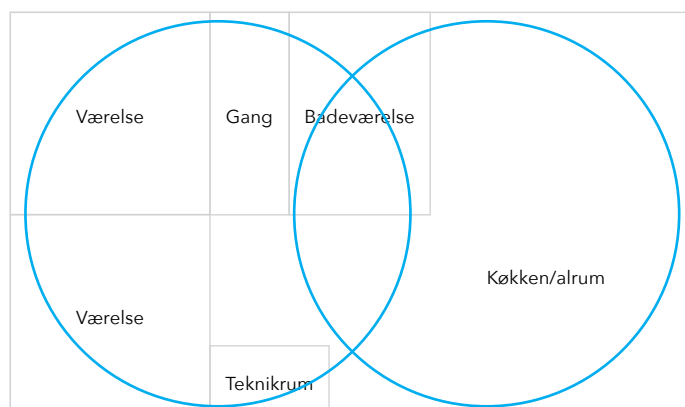 Værelse
Gang
Badeværelse
Køkken/alrum
Værelse
Teknikrum